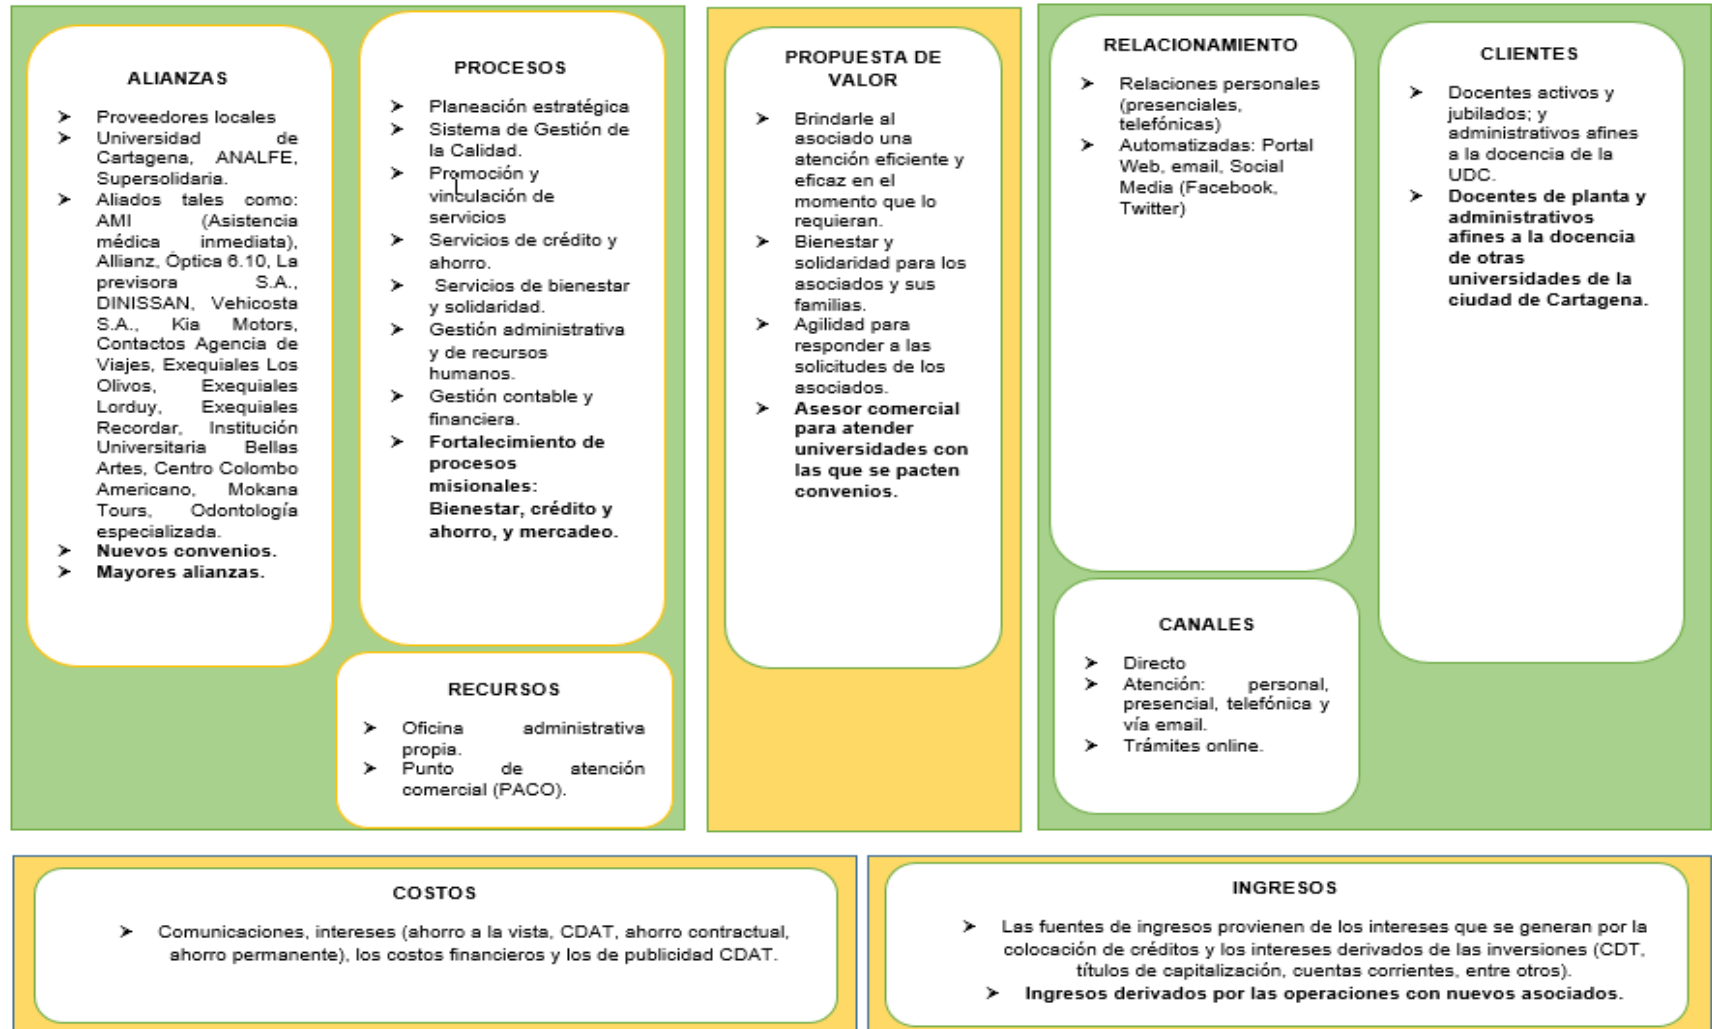 ALIANZAS
➤ Proveedores locales
➤ Universidad de
Cartagena, ANALFE,
Supersolidaria.
➤ Aliados tales como:
AMI (Asistencia
médica inmediata),
Allianz, Óptica 6.10, La
previsora S.A.,
DINISSAN, Vehicosta
S.A., Kia Motors,
Contactos Agencia de
Viajes, Exequiales Los
Olivos, Exequiales
Lorduy, Exequiales
Recordar, Institución
Universitaria Bellas
Artes, Centro Colombo
Americano, Mokana
Tours, Odontología
especializada.
➤ Nuevos convenios.
➤ Mayores alianzas.
PROCESOS
➤ Planeación estratégica
➤ Sistema de Gestión de
la Calidad.
➤ Promoción y
vinculación de
servicios
➤ Servicios de crédito y
ahorro.
➤ Servicios de bienestar
y solidaridad.
➤ Gestión administrativa
y de recursos
humanos.
➤ Gestión contable y
financiera.
➤ Fortalecimiento de
procesos
misionales:
Bienestar, crédito y
ahorro, y mercadeo.
RECURSOS
➤ Oficina administrativa
propia.
➤ Punto de atención
comercial (PACO).
PROPUESTA DE
VALOR
➤ Brindarle al
asociado una
atención eficiente y
eficaz en el
momento que lo
requieran.
➤ Bienestar y
solidaridad para los
asociados y sus
familias.
➤ Agilidad para
responder a las
solicitudes de los
asociados.
➤ Asesor comercial
para atender
universidades con
las que se pacten
convenios.
RELACIONAMIENTO
➤ Relaciones personales
(presenciales,
telefónicas)
➤ Automatizadas: Portal
Web, email, Social
Media (Facebook,
Twitter)
CANALES
➤ Directo
➤ Atención: personal,
presencial, telefónica y
vía email.
➤ Trámites online.
CLIENTES
➤ Docentes activos y
jubilados; y
administrativos afines
a la docencia de la
UDC.
➤ Docentes de planta y
administrativos
afines a la docencia
de otras
universidades de la
ciudad de Cartagena.
COSTOS
➤ Comunicaciones, intereses (ahorro a la vista, CDAT, ahorro contractual,
ahorro permanente), los costos financieros y los de publicidad CDAT.
INGRESOS
➤ Las fuentes de ingresos provienen de los intereses que se generan por la
colocación de créditos y los intereses derivados de las inversiones (CDT,
títulos de capitalización, cuentas corrientes, entre otros).
➤ Ingresos derivados por las operaciones con nuevos asociados.